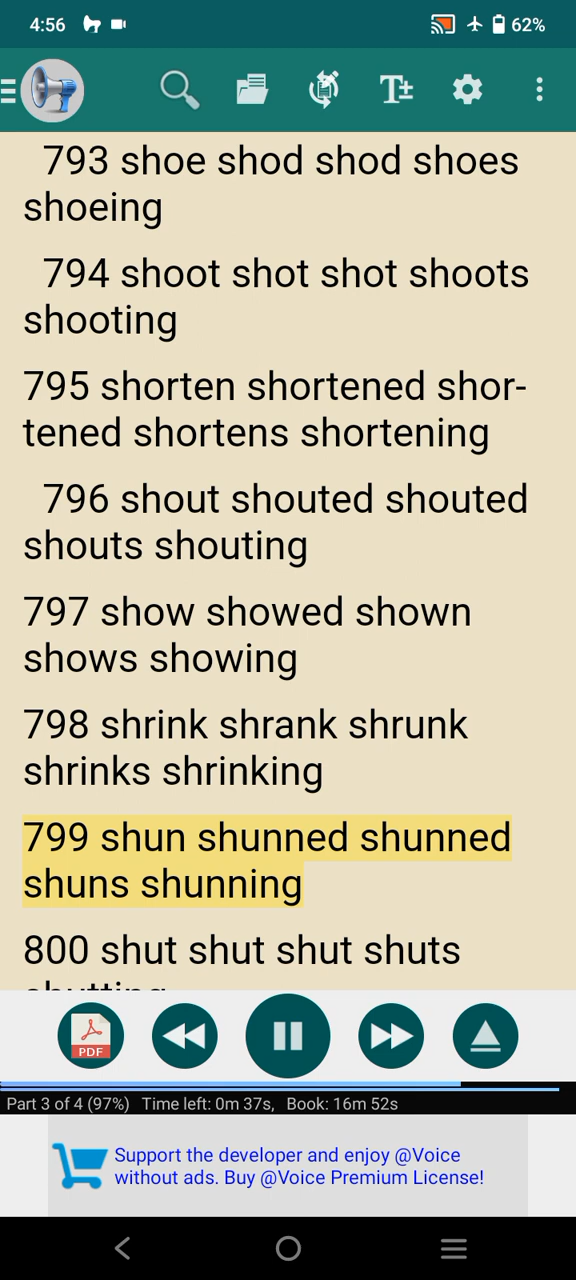 4:56
62%
T±
793 shoe shod shod shoes
shoeing
794 shoot shot shot shoots
shooting
795 shorten shortened shor-
tened shortens shortening
796 shout shouted shouted
shouts shouting
797 show showed shown
shows showing
798 shrink shrank shrunk
shrinks shrinking
799 shun shunned shunned
shuns shunning
800 shut shut shut shuts
shutting
PDF
Part 3 of 4 (97%) Time left: 0m 37s, Book: 16m 52s
Support the developer and enjoy @Voice
without ads. Buy @Voice Premium License!